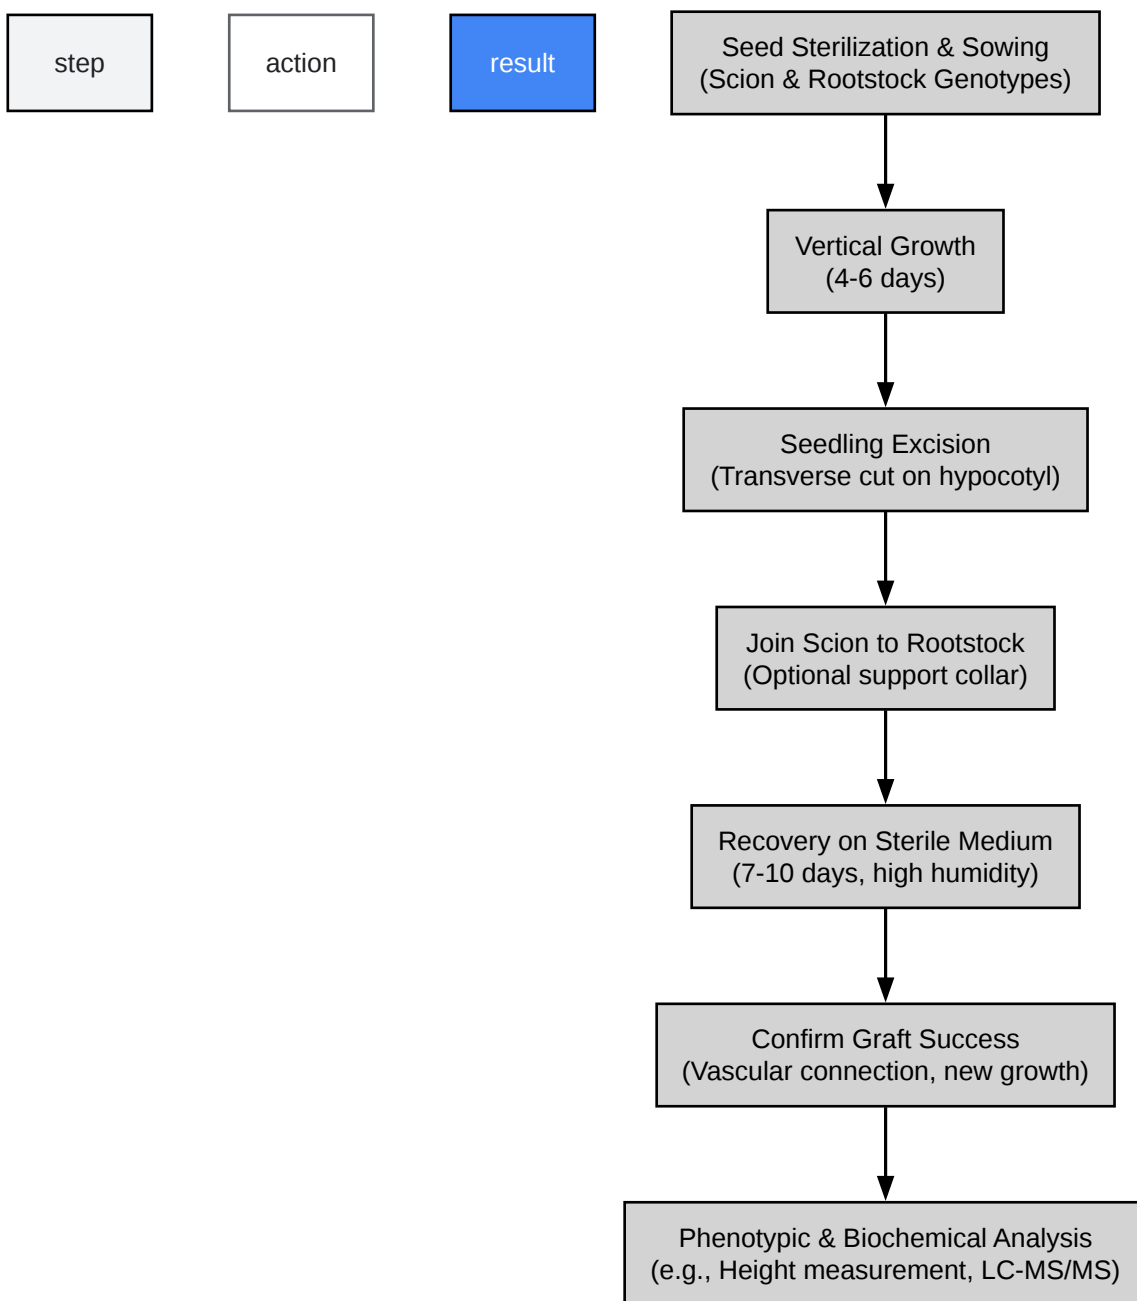 step
action
result
Seed Sterilization & Sowing
(Scion & Rootstock Genotypes)
Vertical Growth
(4-6 days)
Seedling Excision
(Transverse cut on hypocotyl)
Join Scion to Rootstock
(Optional support collar)
Recovery on Sterile Medium
(7-10 days, high humidity)
Confirm Graft Success
(Vascular connection, new growth)
Phenotypic & Biochemical Analysis
(e.g., Height measurement, LC-MS/MS)